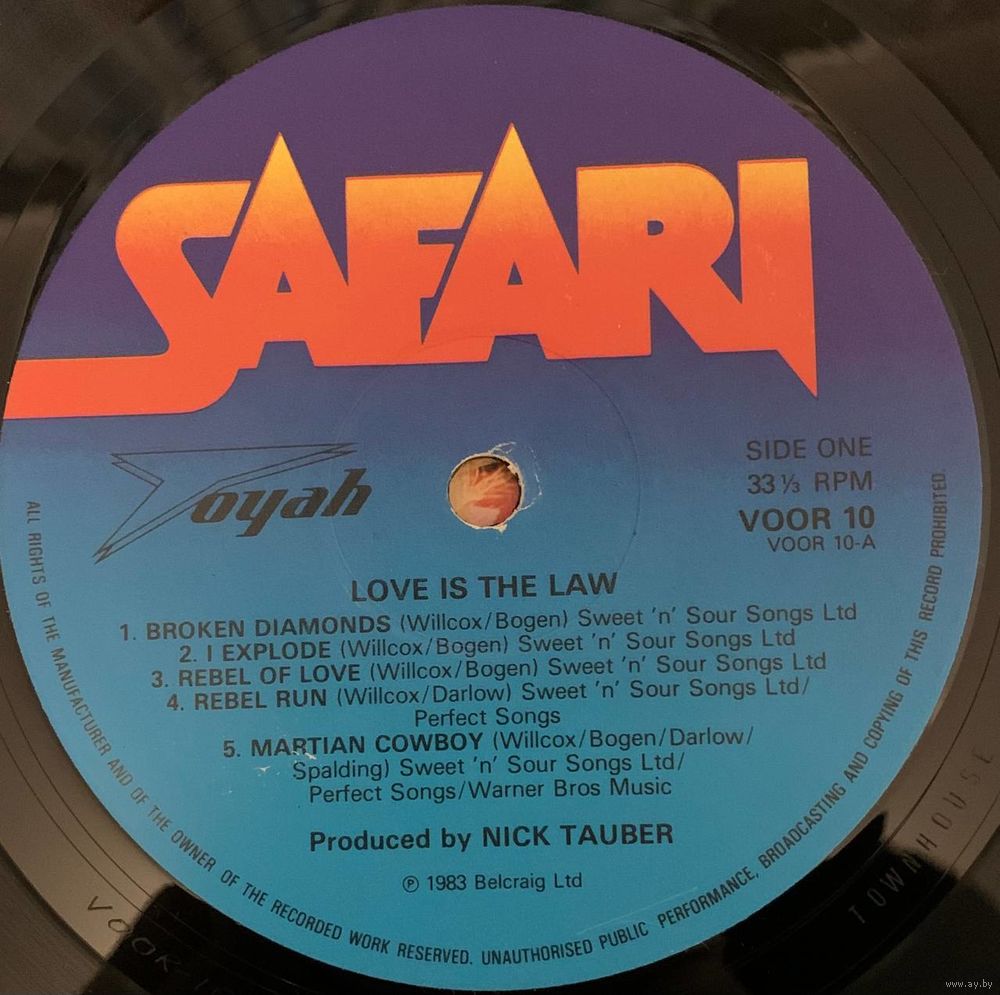 SAFARI
Toyah
SIDE ONE
33⅓ RPM
VOOR 10
VOOR 10-A
LOVE IS THE LAW
1. BROKEN DIAMONDS (Willcox/Bogen) Sweet 'n' Sour Songs Ltd
2. I EXPLODE (Willcox/Bogen) Sweet 'n' Sour Songs Ltd
3. REBEL OF LOVE (Willcox/Bogen) Sweet 'n' Sour Songs Ltd
4. REBEL RUN (Willcox/Darlow) Sweet 'n' Sour Songs Ltd/
Perfect Songs
5. MARTIAN COWBOY (Willcox/Bogen/Darlow/
Spalding) Sweet 'n' Sour Songs Ltd/
Perfect Songs/Warner Bros Music
Produced by NICK TAUBER
℗ 1983 Belcraig Ltd
ALL RIGHTS OF THE MANUFACTURER AND OF THE OWNER OF THE RECORDED WORK RESERVED. UNAUTHORISED PUBLIC PERFORMANCE, BROADCASTING AND COPYING OF THIS RECORD PROHIBITED.
TOWNHOUSE
VOOR
www.ay.by